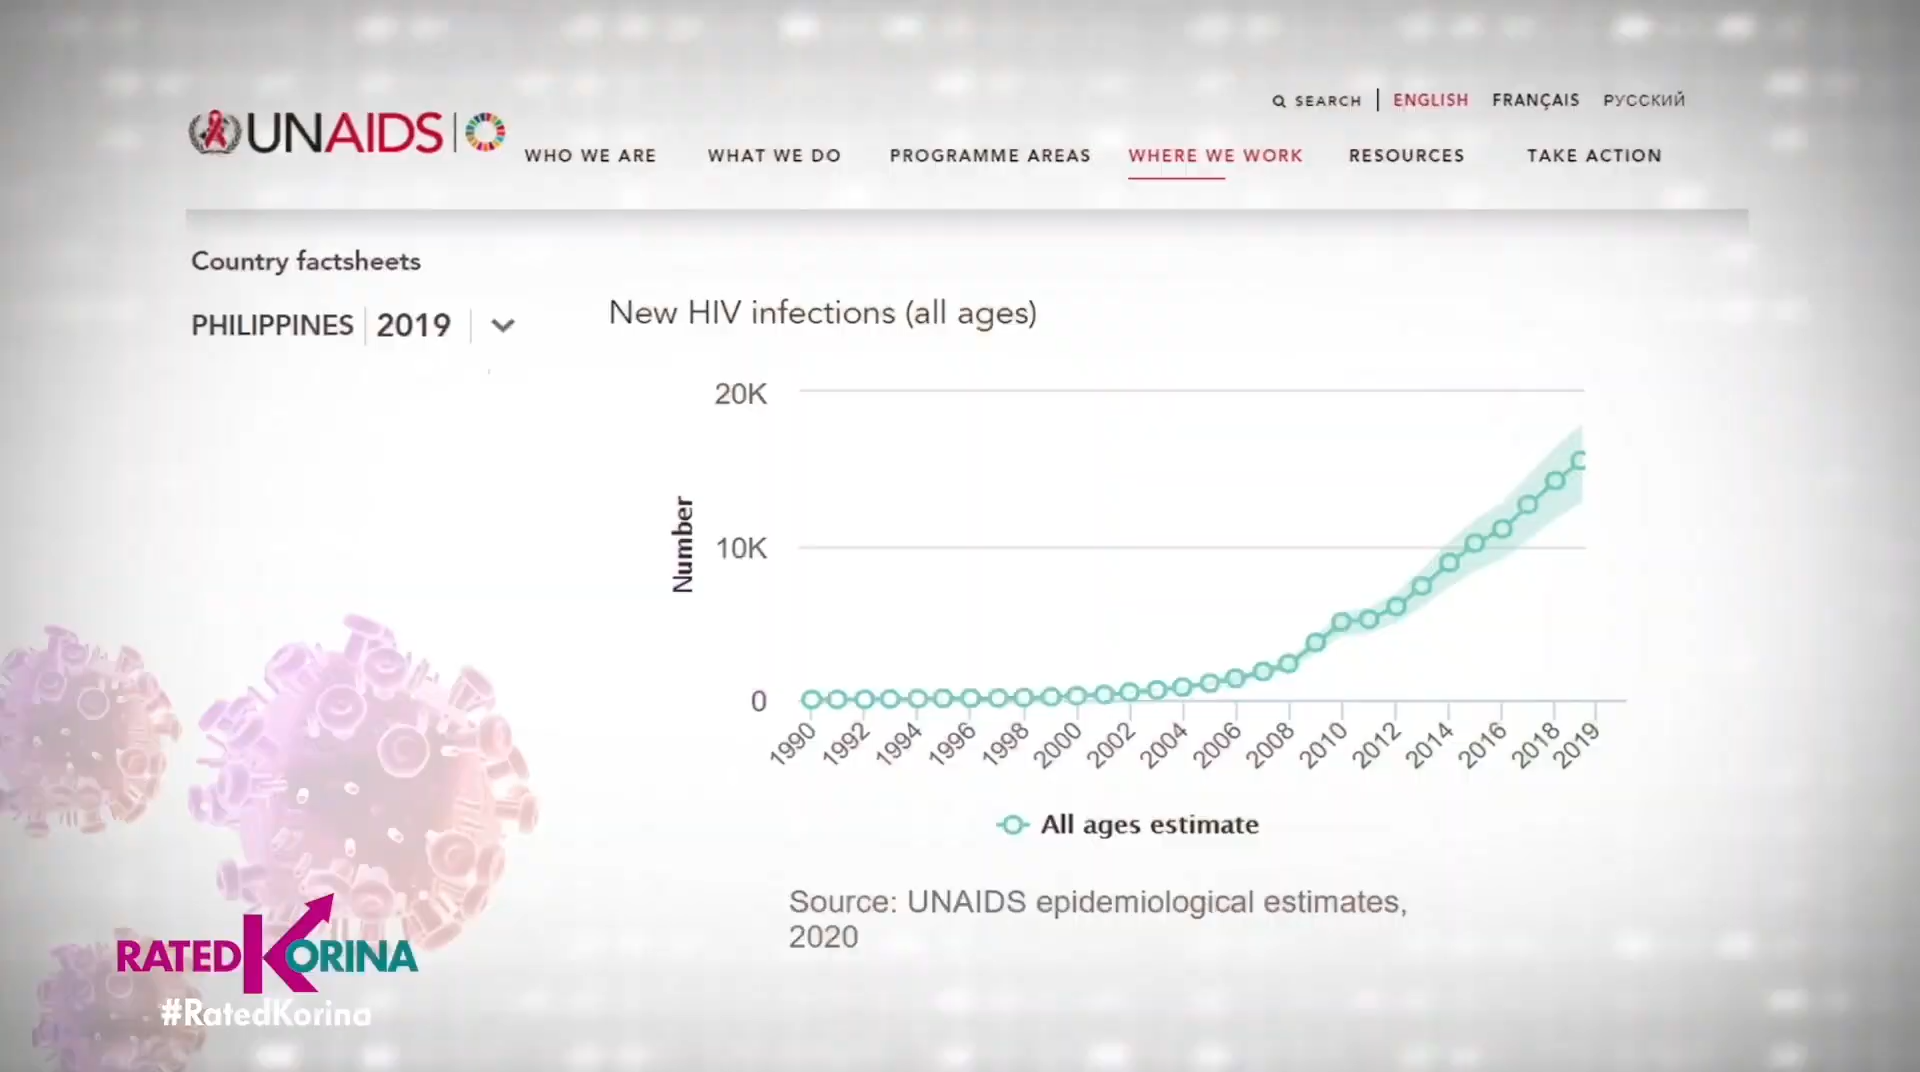 SEARCH | ENGLISH FRANÇAIS РУССКИЙ
UNAIDS
WHO WE ARE WHAT WE DO PROGRAMME AREAS WHERE WE WORK RESOURCES TAKE ACTION
Country factsheets
PHILIPPINES 2019
New HIV infections (all ages)
20K
10K
0
Number
1990 1992 1994 1996 1998 2000 2002 2004 2006 2008 2010 2012 2014 2016 2018 2019
All ages estimate
Source: UNAIDS epidemiological estimates,
2020
RATED KORINA
#RatedKorina